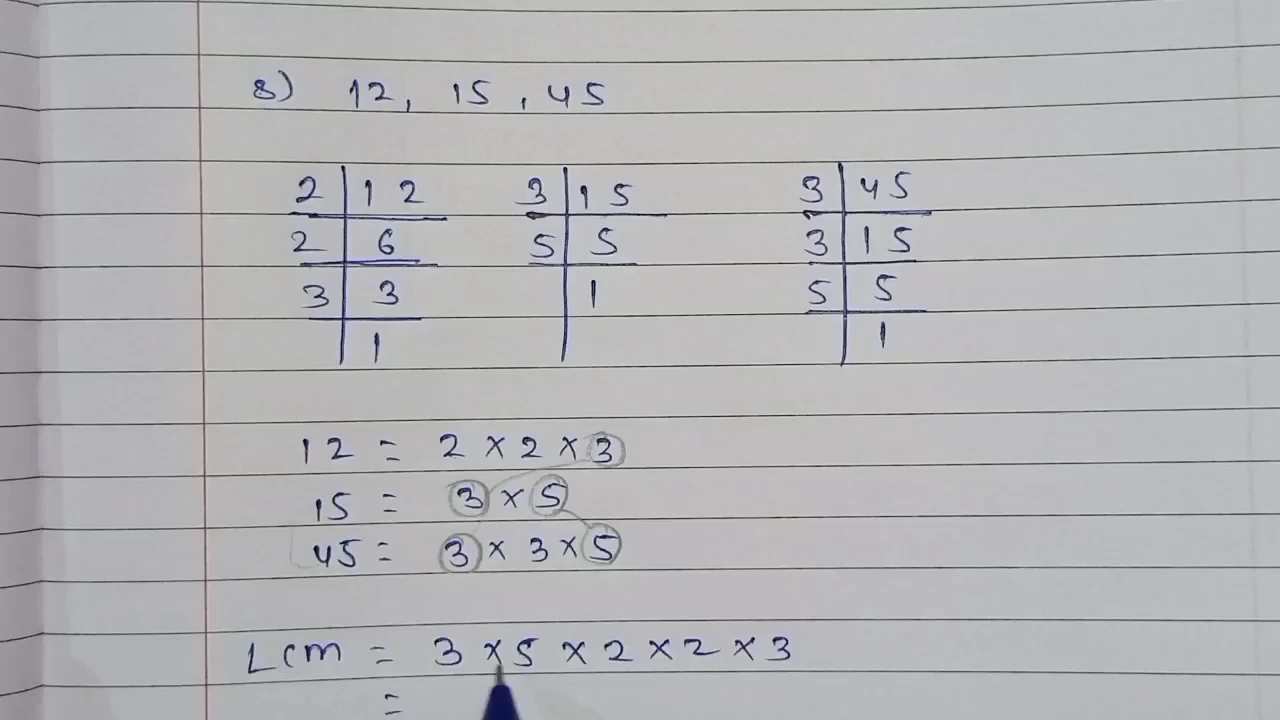 8) 12, 15, 45
2 | 12 3 | 15 3 | 45
2 | 6 5 | 5 3 | 15
3 | 3 | 1 5 | 5
| 1 | 1
12 = 2 × 2 × 3
15 = 3 × 5
45 = 3 × 3 × 5
Lcm = 3 × 5 × 2 × 2 × 3
=